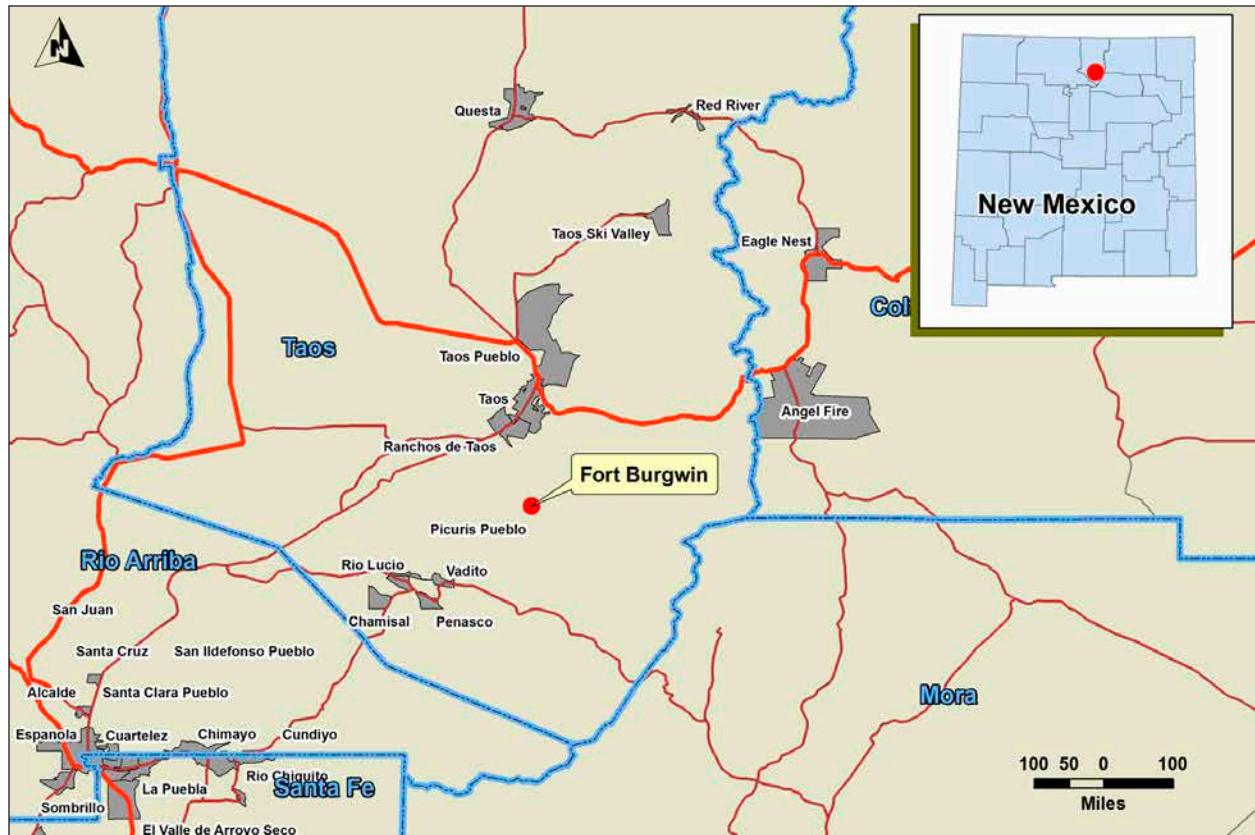 N
Questa
Red River
New Mexico
Taos Ski Valley
Eagle Nest
Col
Taos
Taos Pueblo
Taos
Angel Fire
Ranchos de Taos
Fort Burgwin
Picuris Pueblo
Rio Arriba
Rio Lucio
Vadito
San Juan
Chamisal
Penasco
Santa Cruz
San Ildefonso Pueblo
Alcalde
Santa Clara Pueblo
Mora
Espanola
Cuartelez
Chimayo
Cundiyo
Rio Chiquito
La Puebla
Santa Fe
Sombrillo
El Valle de Arroyo Seco
100 50 0 100
Miles